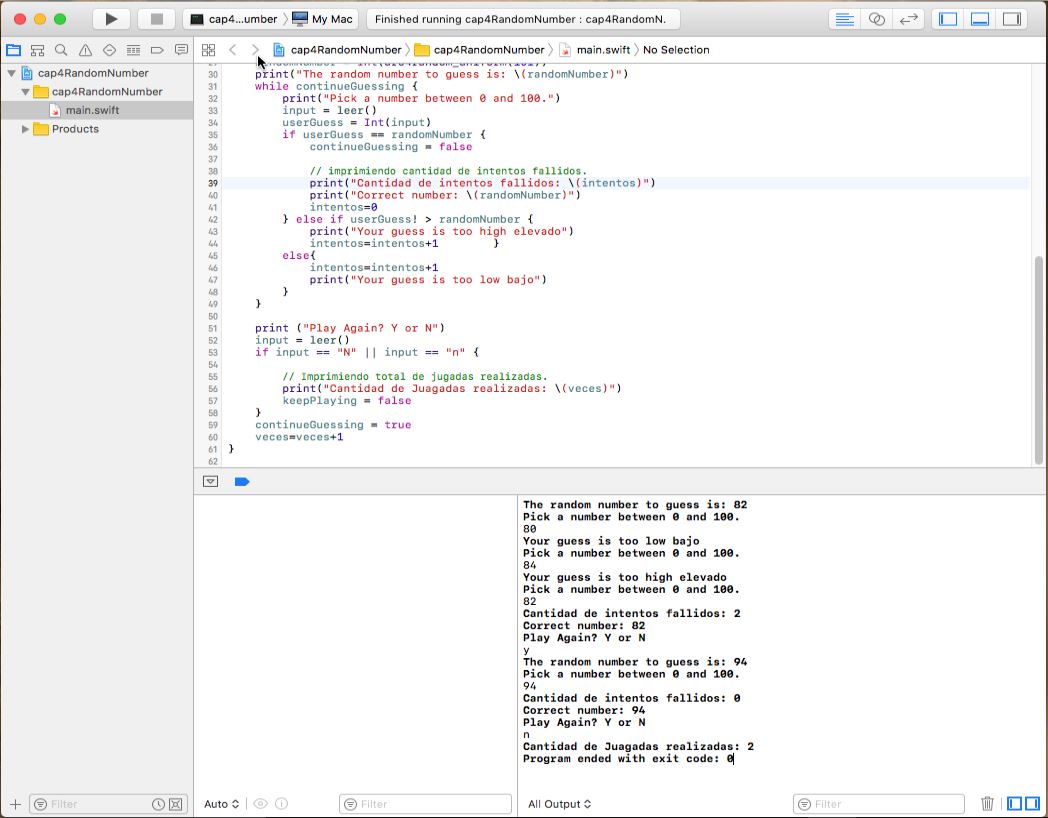 cap4...umber
My Mac
Finished running cap4RandomNumber : cap4RandomN.
cap4RandomNumber
cap4RandomNumber
main.swift
No Selection
cap4RandomNumber
cap4RandomNumber
main.swift
Products
30 print("The random number to guess is: \(randomNumber)")
31 while continueGuessing {
32 print("Pick a number between 0 and 100.")
33 input = leer()
34 userGuess = Int(input)
35 if userGuess == randomNumber {
36 continueGuessing = false
37
38 // imprimiendo cantidad de intentos fallidos.
39 print("Cantidad de intentos fallidos: \(intentos)")
40 print("Correct number: \(randomNumber)")
41 intentos=0
42 } else if userGuess! > randomNumber {
43 print("Your guess is too high elevado")
44 intentos=intentos+1 }
45 else{
46 intentos=intentos+1
47 print("Your guess is too low bajo")
48 }
49 }
50
51 print ("Play Again? Y or N")
52 input = leer()
53 if input == "N" || input == "n" {
54
55 // Imprimiendo total de jugadas realizadas.
56 print("Cantidad de Juagadas realizadas: \(veces)")
57 keepPlaying = false
58 }
59 continueGuessing = true
60 veces=veces+1
61 }
62
The random number to guess is: 82
Pick a number between 0 and 100.
80
Your guess is too low bajo
Pick a number between 0 and 100.
84
Your guess is too high elevado
Pick a number between 0 and 100.
82
Cantidad de intentos fallidos: 2
Correct number: 82
Play Again? Y or N
y
The random number to guess is: 94
Pick a number between 0 and 100.
94
Cantidad de intentos fallidos: 0
Correct number: 94
Play Again? Y or N
n
Cantidad de Juagadas realizadas: 2
Program ended with exit code: 0
Filter
Auto
Filter
All Output
Filter